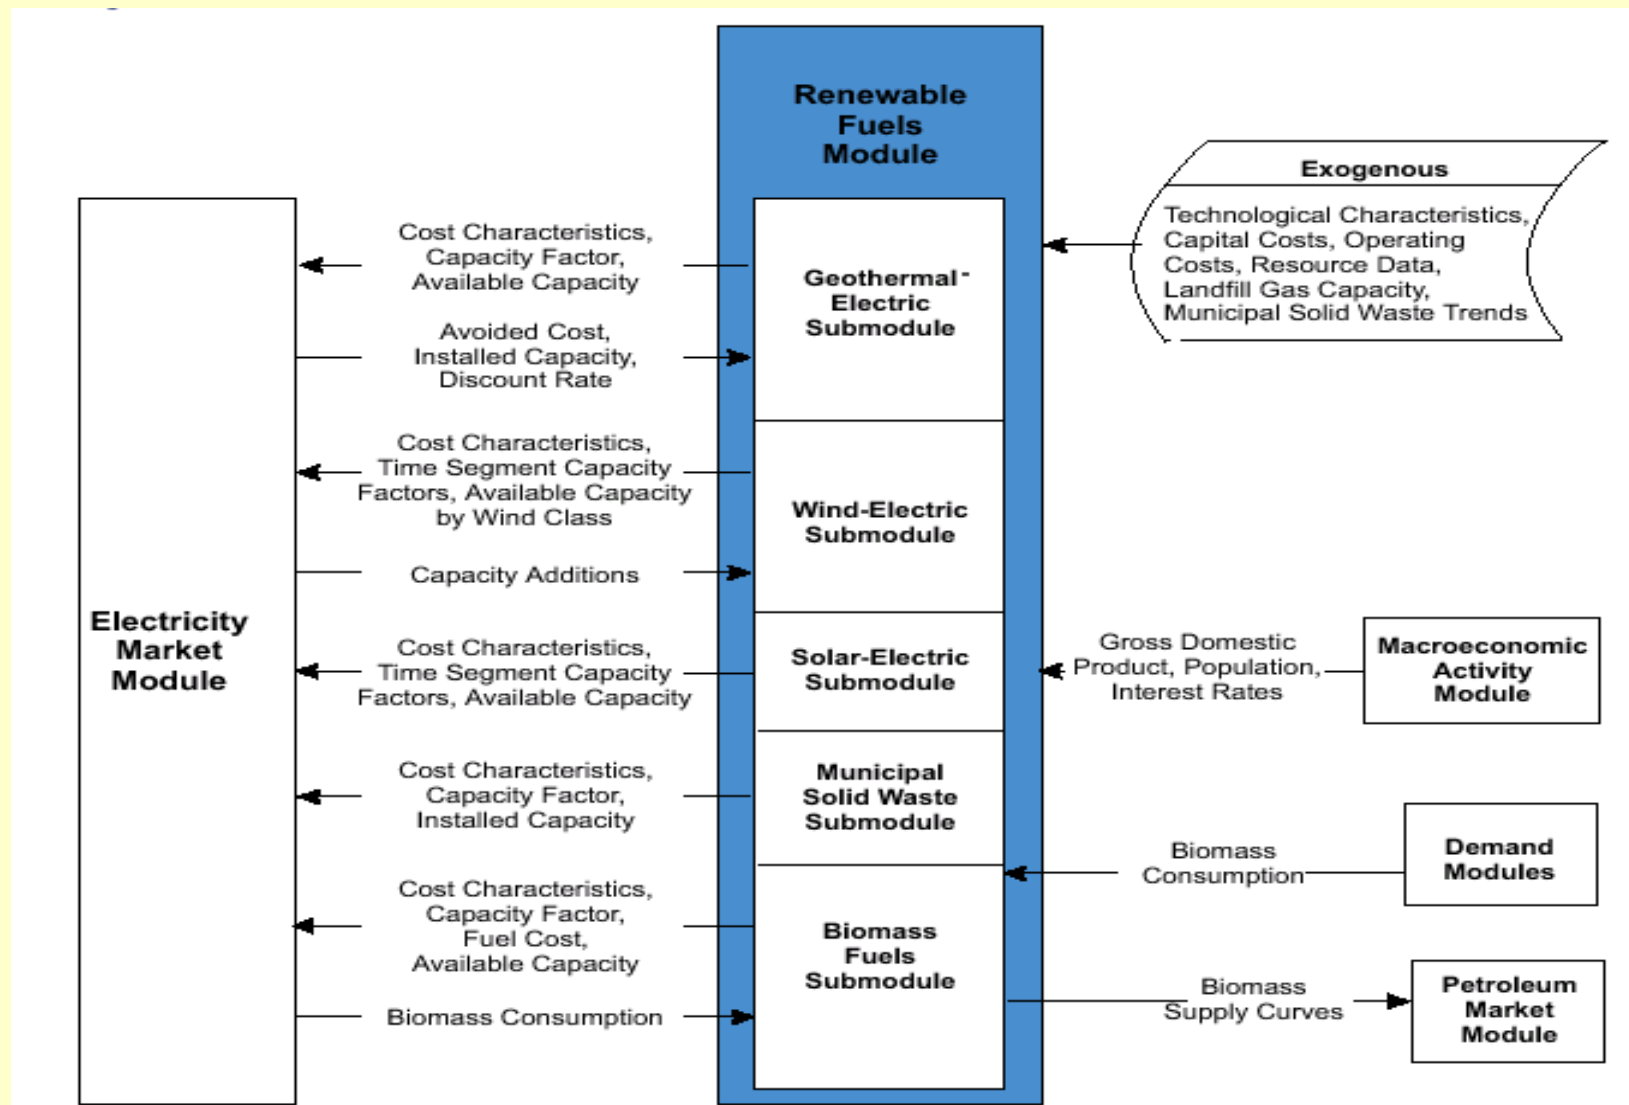 Renewable
Fuels
Module
Exogenous
Technological Characteristics,
Capital Costs, Operating
Costs, Resource Data,
Landfill Gas Capacity,
Municipal Solid Waste Trends
Electricity
Market
Module
Cost Characteristics,
Capacity Factor,
Available Capacity
Avoided Cost,
Installed Capacity,
Discount Rate
Geothermal-
Electric
Submodule
Cost Characteristics,
Time Segment Capacity
Factors, Available Capacity
by Wind Class
Capacity Additions
Wind-Electric
Submodule
Cost Characteristics,
Time Segment Capacity
Factors, Available Capacity
Solar-Electric
Submodule
Gross Domestic
Product, Population,
Interest Rates
Macroeconomic
Activity
Module
Cost Characteristics,
Capacity Factor,
Installed Capacity
Municipal
Solid Waste
Submodule
Biomass
Consumption
Demand
Modules
Cost Characteristics,
Capacity Factor,
Fuel Cost,
Available Capacity
Biomass Consumption
Biomass
Fuels
Submodule
Biomass
Supply Curves
Petroleum
Market
Module